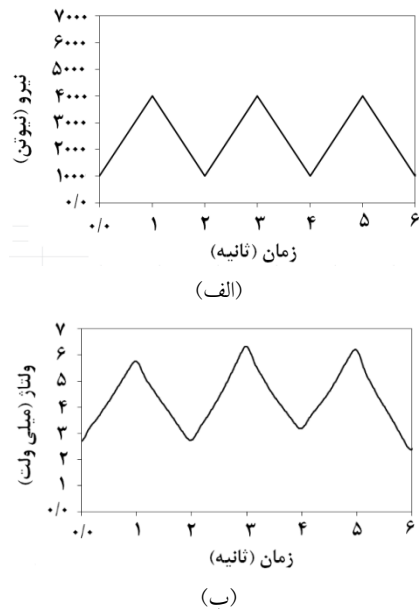 نیرو (نیوتن)
۷۰۰۰
۶۰۰۰
۵۰۰۰
۴۰۰۰
۳۰۰۰
۲۰۰۰
۱۰۰۰
۰/۰
۰/۰ ۱ ۲ ۳ ۴ ۵ ۶
زمان (ثانیه)
(الف)
ولتاژ (میلی ولت)
۷
۶
۵
۴
۳
۲
۱
۰/۰
۰/۰ ۱ ۲ ۳ ۴ ۵ ۶
زمان (ثانیه)
(ب)